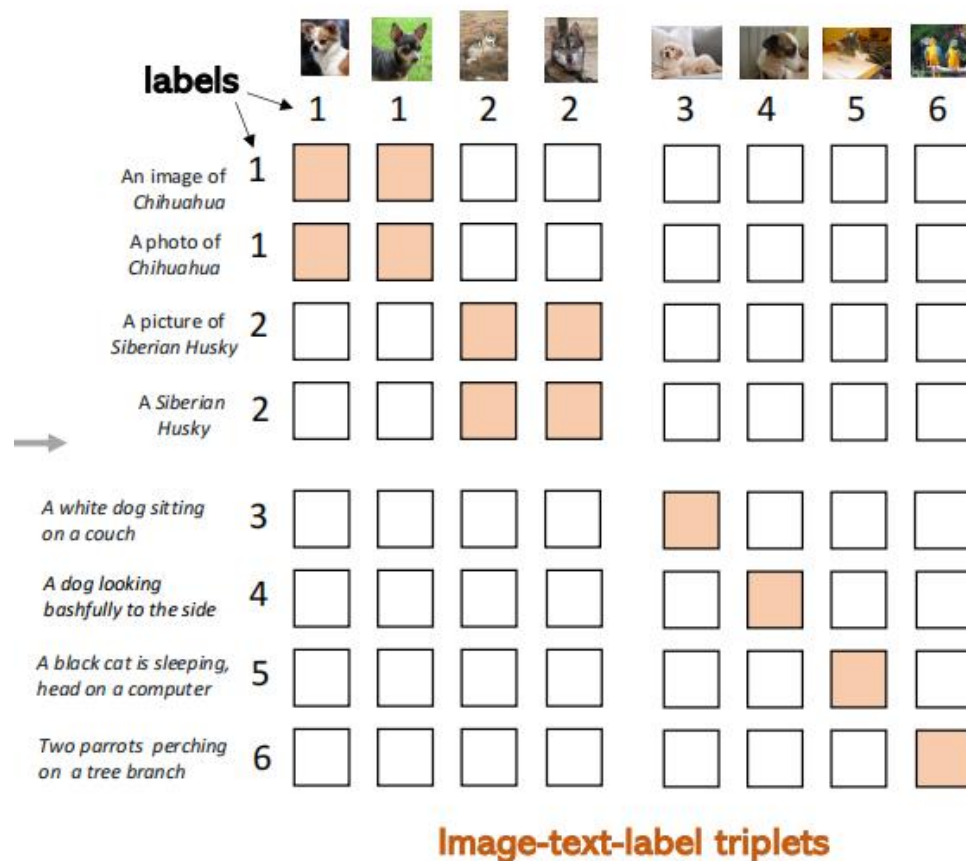 labels
1 1 2 2 3 4 5 6
An image of 1
Chihuahua
A photo of 1
Chihuahua
A picture of 2
Siberian Husky
A Siberian 2
Husky
A white dog sitting 3
on a couch
A dog looking 4
bashfully to the side
A black cat is sleeping, 5
head on a computer
Two parrots perching 6
on a tree branch
Image-text-label triplets